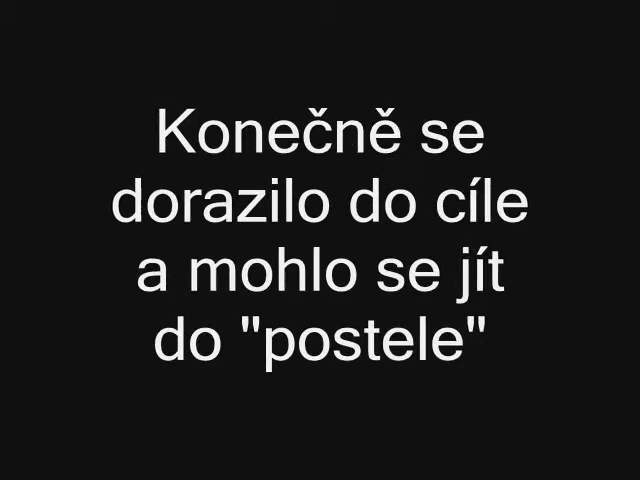 Konečně se
dorazilo do cíle
a mohlo se jít
do "postele"